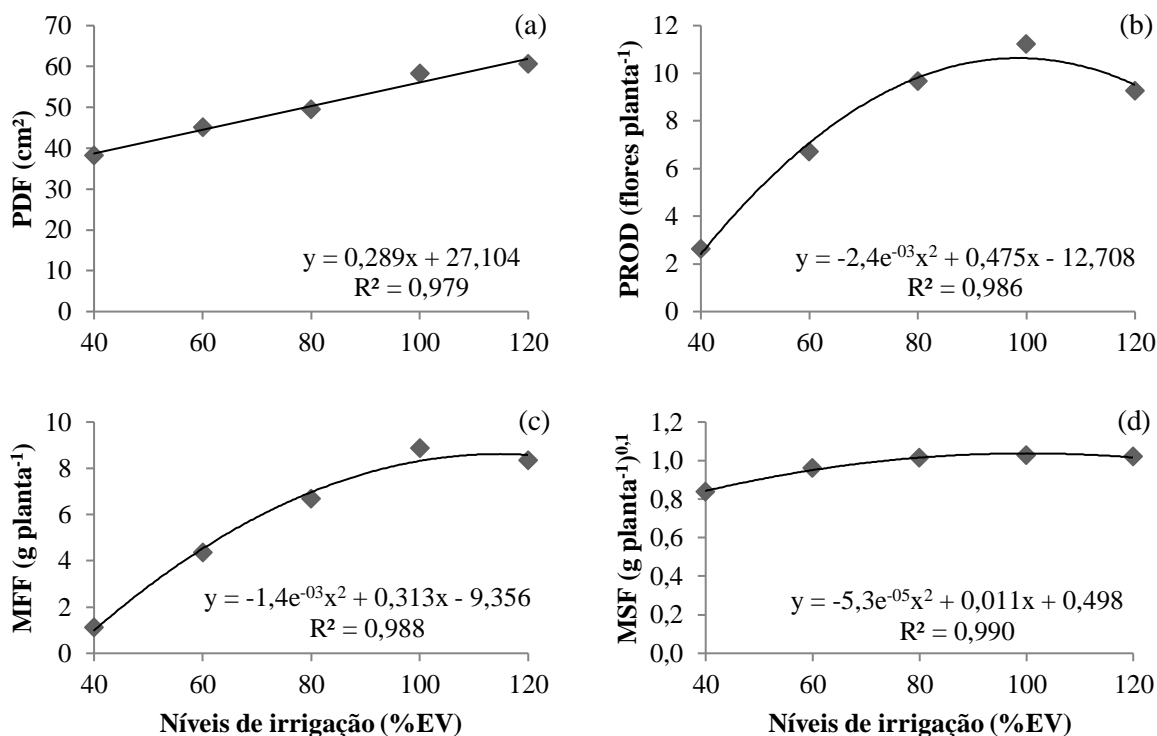 (a)
PDF (cm²)
70
60
50
40
30
20
10
0
y = 0,289x + 27,104
R² = 0,979
40 60 80 100 120
(b)
PROD (flores planta⁻¹)
12
10
8
6
4
2
0
y = -2,4e⁻⁰³x² + 0,475x - 12,708
R² = 0,986
40 60 80 100 120
(c)
MFF (g planta⁻¹)
10
8
6
4
2
0
y = -1,4e⁻⁰³x² + 0,313x - 9,356
R² = 0,988
40 60 80 100 120
Níveis de irrigação (%EV)
(d)
MSF (g planta⁻¹)⁰,¹
1,2
1,0
0,8
0,6
0,4
0,2
0,0
y = -5,3e⁻⁰⁵x² + 0,011x + 0,498
R² = 0,990
40 60 80 100 120
Níveis de irrigação (%EV)